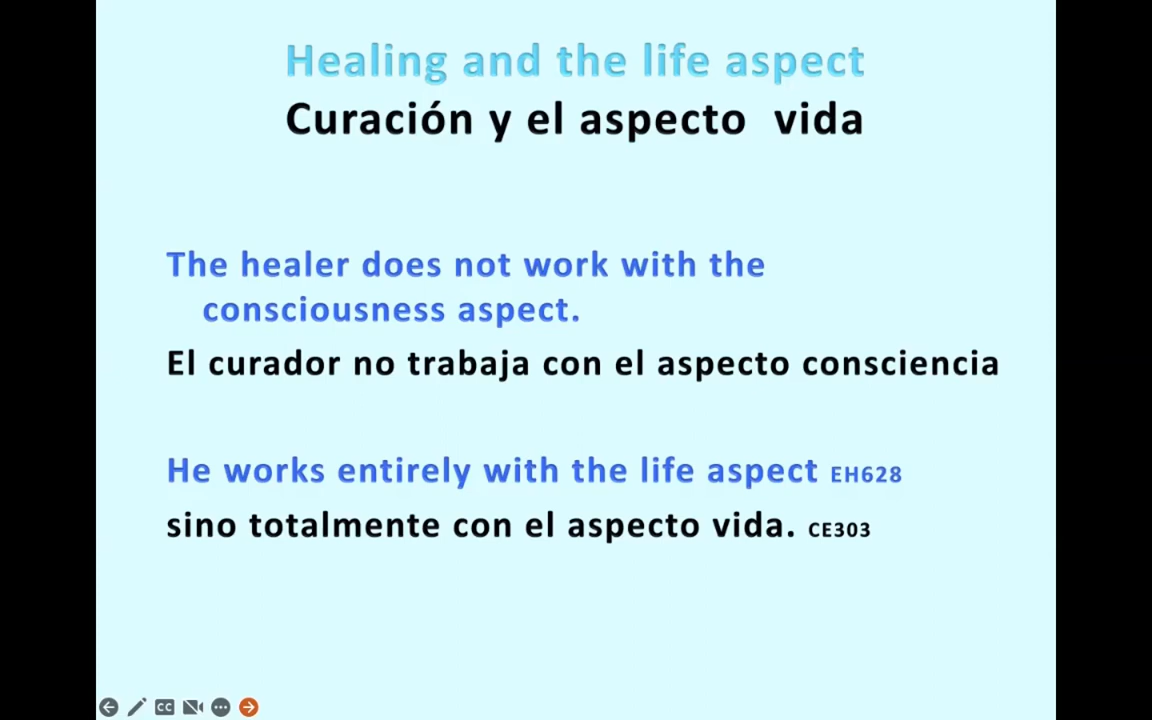 Healing and the life aspect
Curación y el aspecto vida
The healer does not work with the
consciousness aspect.
El curador no trabaja con el aspecto consciencia
He works entirely with the life aspect EH628
sino totalmente con el aspecto vida. CE303
CC